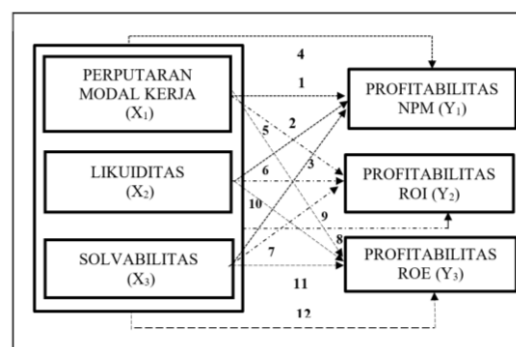 4
PERPUTARAN
MODAL KERJA
(X₁)
1
PROFITABILITAS
NPM (Y₁)
5
2
3
LIKUIDITAS
(X₂)
6
PROFITABILITAS
ROI (Y₂)
10
9
SOLVABILITAS
(X₃)
7
8
PROFITABILITAS
ROE (Y₃)
11
12